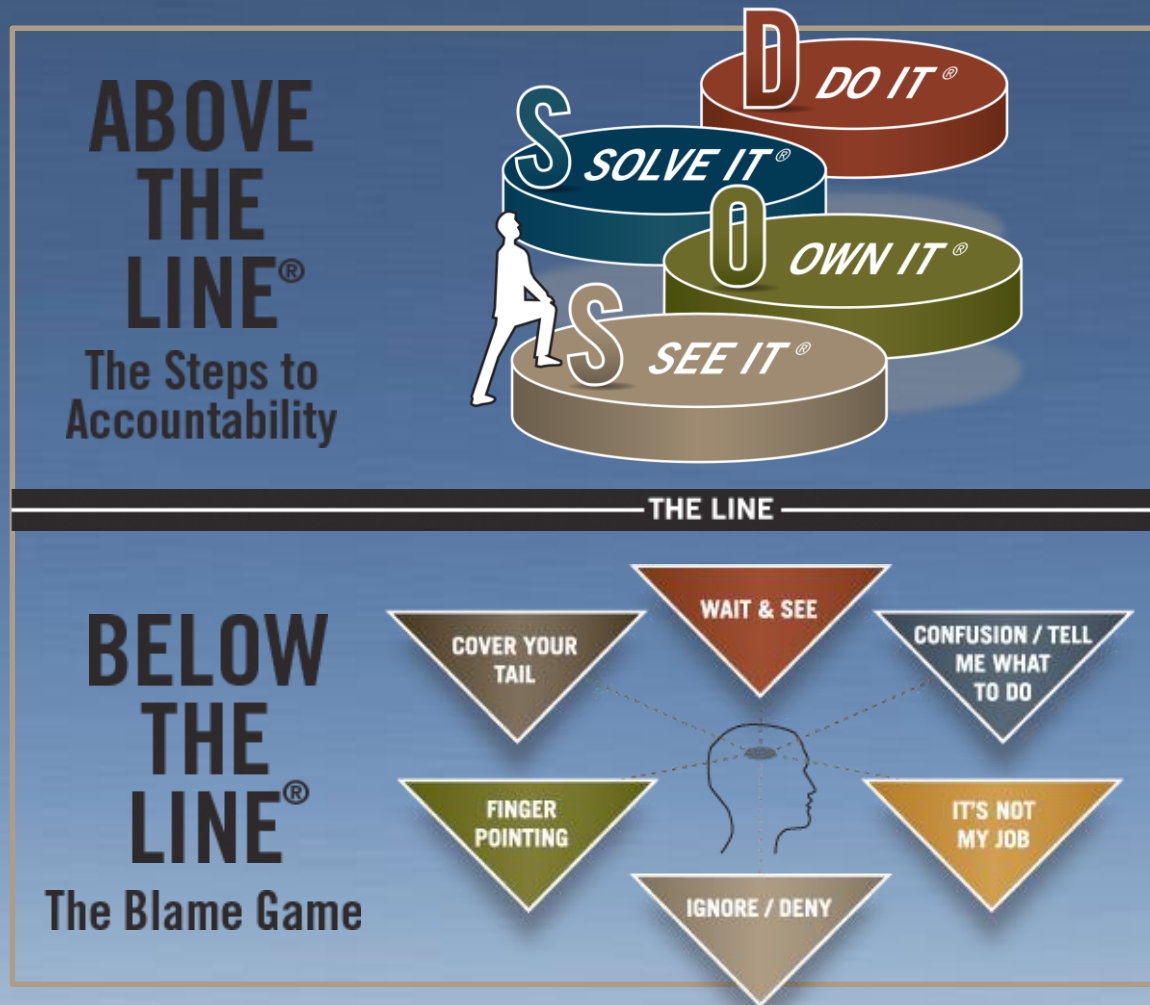 ABOVE
THE
LINE®
The Steps to
Accountability
D DO IT ®
S SOLVE IT ®
O OWN IT ®
S SEE IT ®
THE LINE
BELOW
THE
LINE®
The Blame Game
COVER YOUR
TAIL
WAIT & SEE
CONFUSION / TELL
ME WHAT
TO DO
FINGER
POINTING
IT'S NOT
MY JOB
IGNORE / DENY